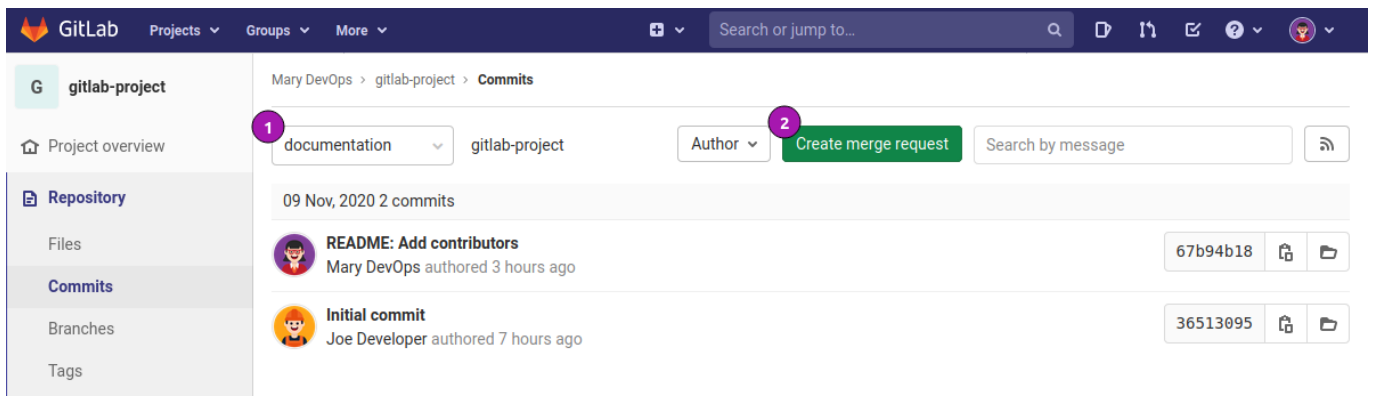 GitLab Projects Groups More Search or jump to...
G gitlab-project
Mary DevOps > gitlab-project > Commits
1 2
documentation gitlab-project Author Create merge request Search by message
Project overview
Repository
Files
Commits
Branches
Tags
09 Nov, 2020 2 commits
README: Add contributors
Mary DevOps authored 3 hours ago
67b94b18
Initial commit
Joe Developer authored 7 hours ago
36513095